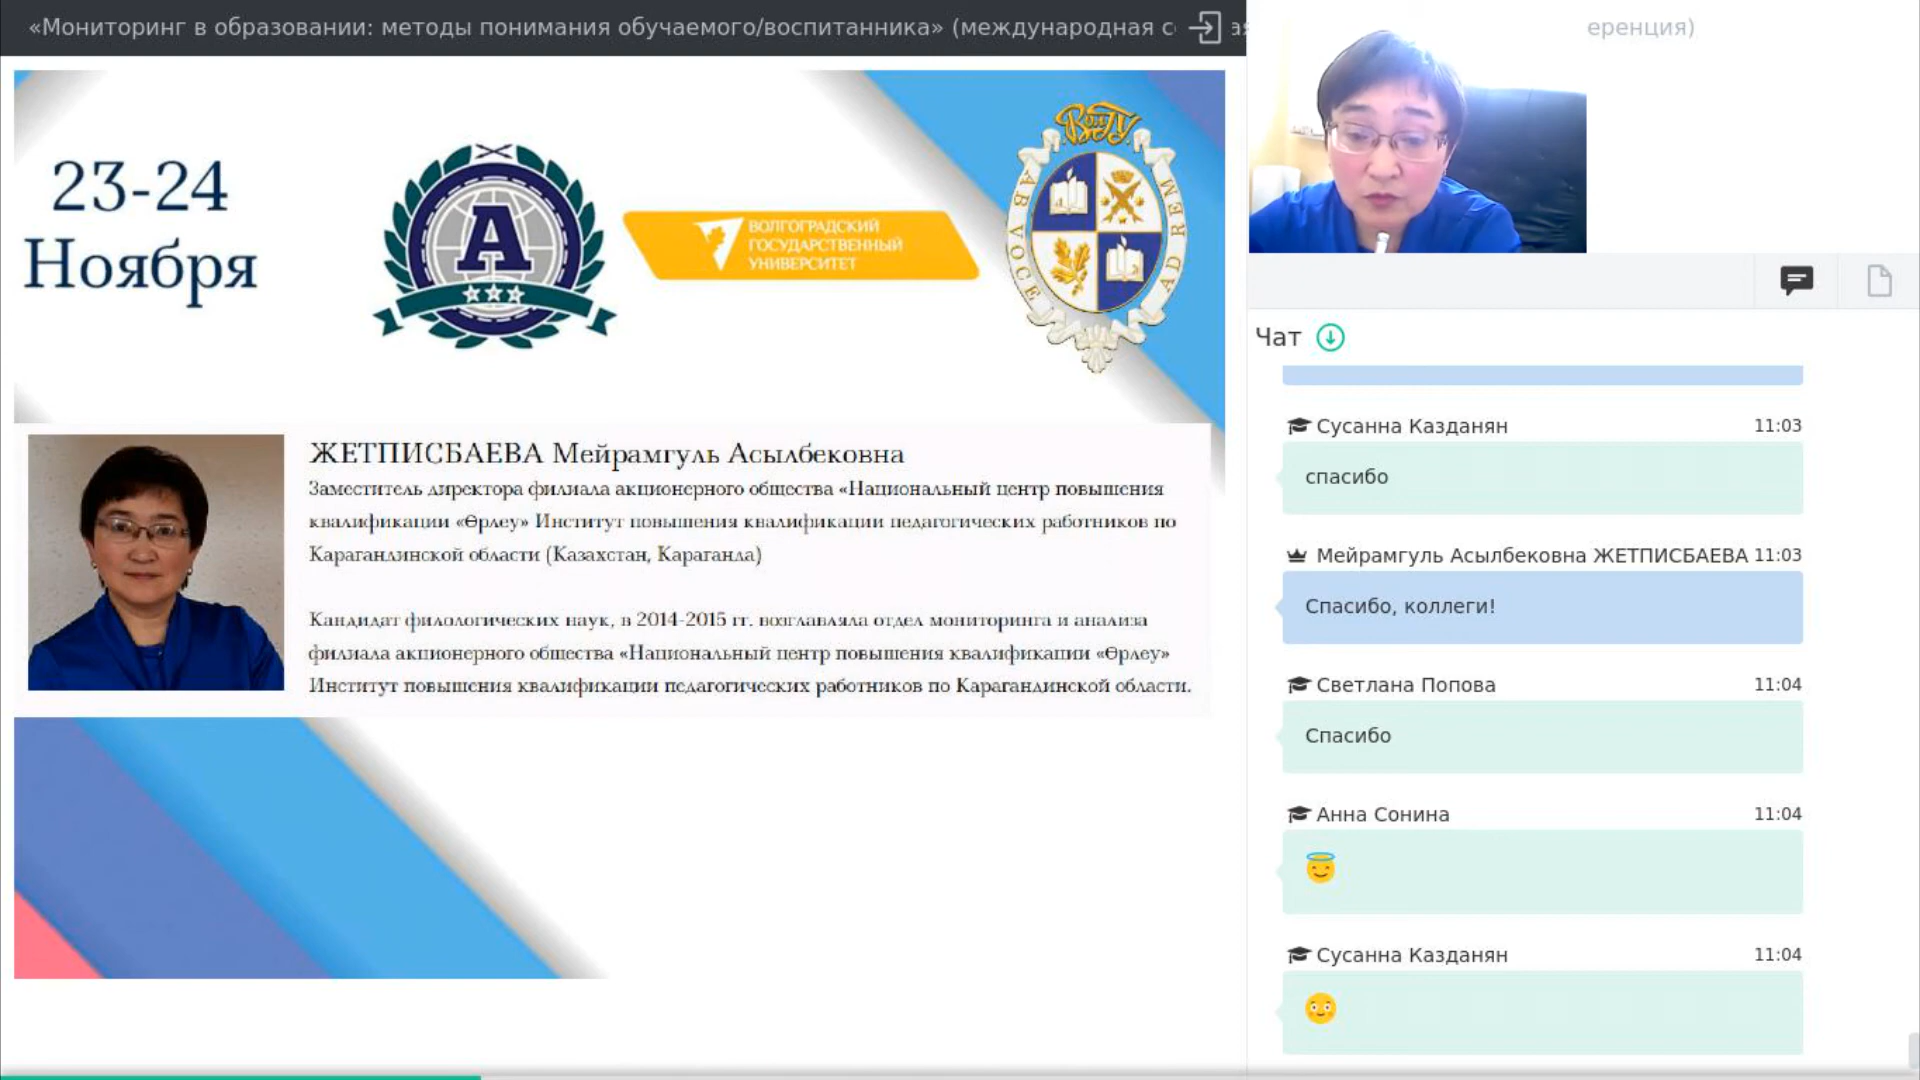 «Мониторинг в образовании: методы понимания обучаемого/воспитанника» (международная с
еренция)
23-24
Ноября
А
ВОЛГОГРАДСКИЙ
ГОСУДАРСТВЕННЫЙ
УНИВЕРСИТЕТ
ВолГУ
AB VOCE AD REM
ЖЕТПИСБАЕВА Мейрамгуль Асылбековна
Заместитель директора филиала акционерного общества «Национальный центр повышения
квалификации «Өрлеу» Институт повышения квалификации педагогических работников по
Карагандинской области (Казахстан, Караганда)
Кандидат филологических наук, в 2014-2015 гг. возглавляла отдел мониторинга и анализа
филиала акционерного общества «Национальный центр повышения квалификации «Өрлеу»
Институт повышения квалификации педагогических работников по Карагандинской области.
Чат
Сусанна Казданян 11:03
спасибо
Мейрамгуль Асылбековна ЖЕТПИСБАЕВА 11:03
Спасибо, коллеги!
Светлана Попова 11:04
Спасибо
Анна Сонина 11:04
Сусанна Казданян 11:04